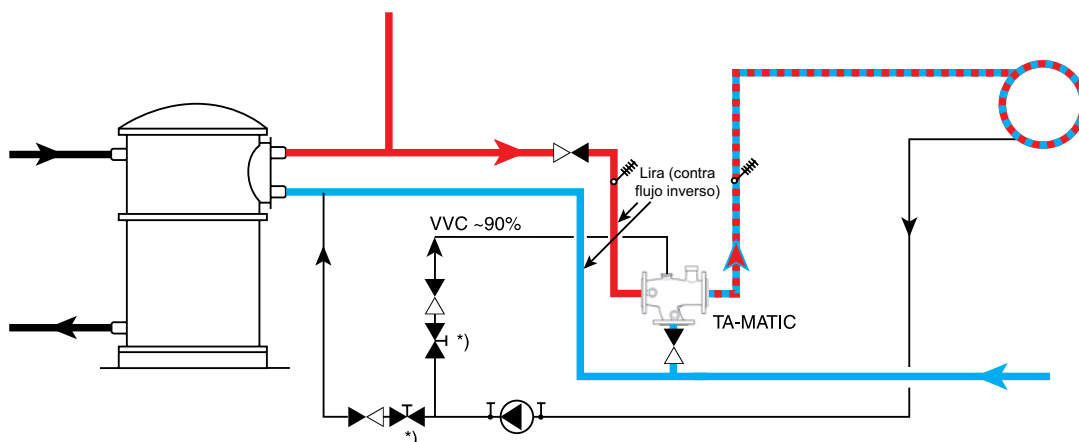 Lira (contra
flujo inverso)
VVC ~90%
TA-MATIC
*)
*)